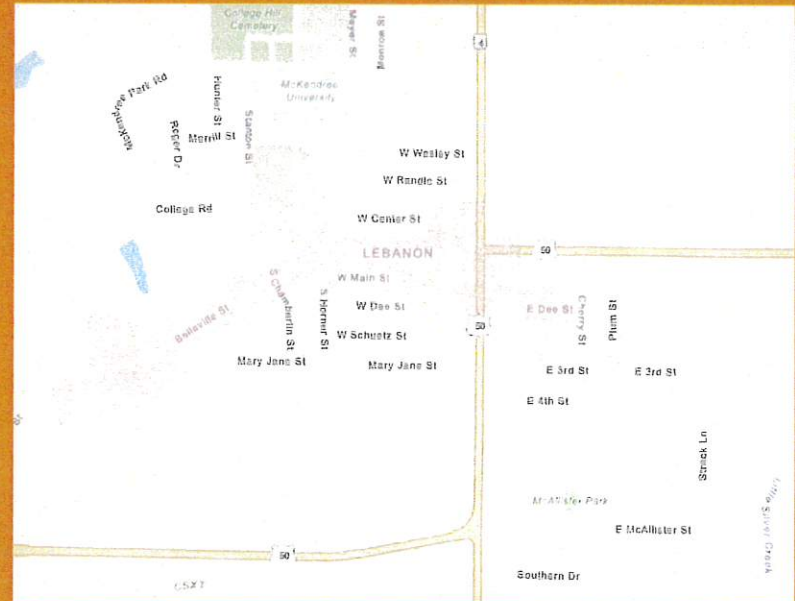 College Hill
Cemetery
Meyer St
Monroe St
4
McKendree
University
McKendree Park Rd
Hunter St
Stanton St
Roger Dr
Merrill St
W Wesley St
W Randle St
College Rd
W Center St
LEBANON
50
W Main St
S Chamberlin St
S Horner St
W Dee St
E Dee St
Cherry St
Plum St
Belleville St
50
W Schuetz St
Mary Jane St
Mary Jane St
E 3rd St
E 3rd St
E 4th St
Strack Ln
McAllister Park
Little Silver Creek
E McAllister St
50
Southern Dr
CSXT